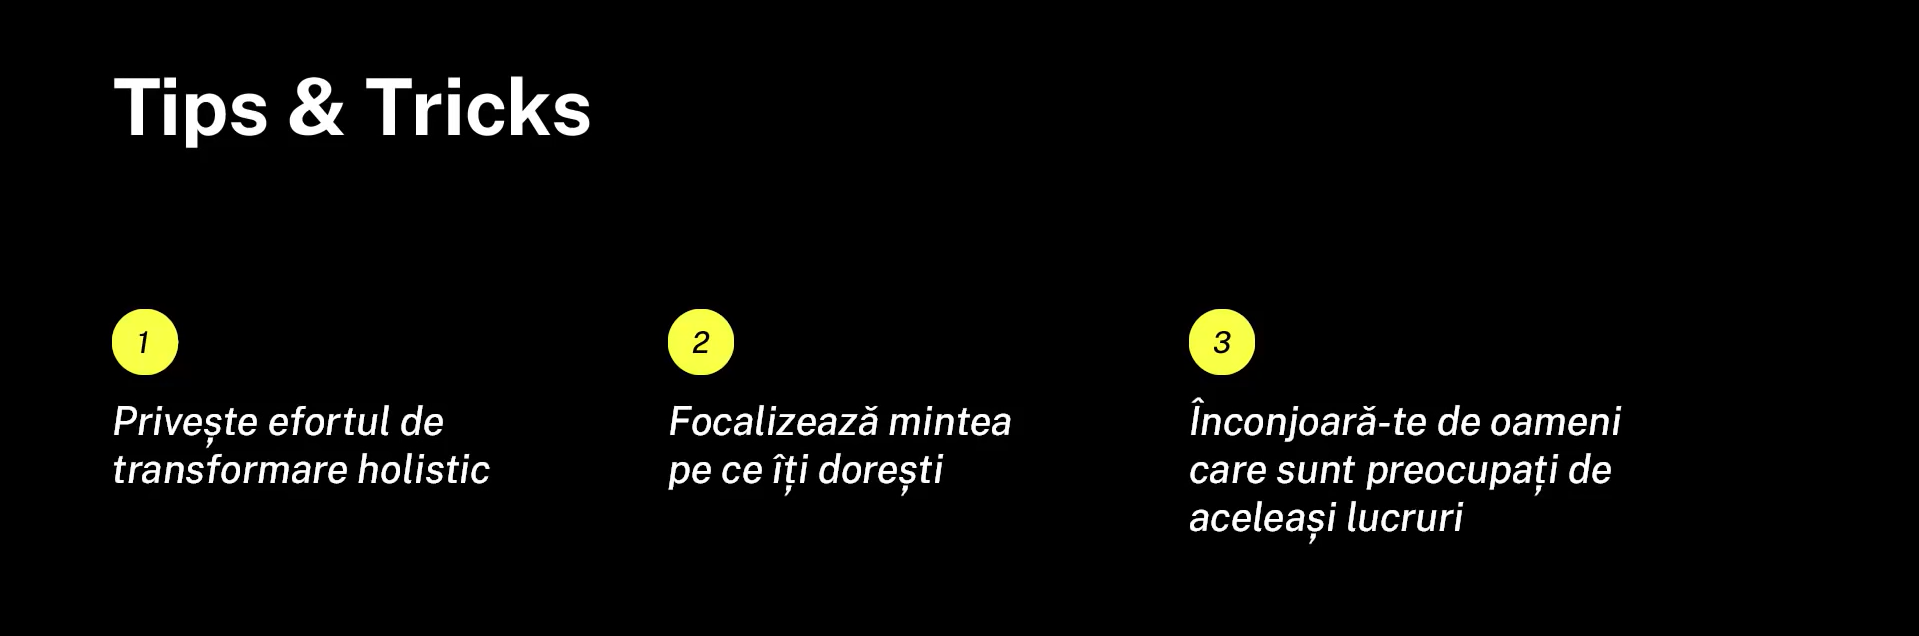 Tips & Tricks
1
Privește efortul de
transformare holistic
2
Focalizează mintea
pe ce îți dorești
3
Înconjoară-te de oameni
care sunt preocupați de
aceleași lucruri